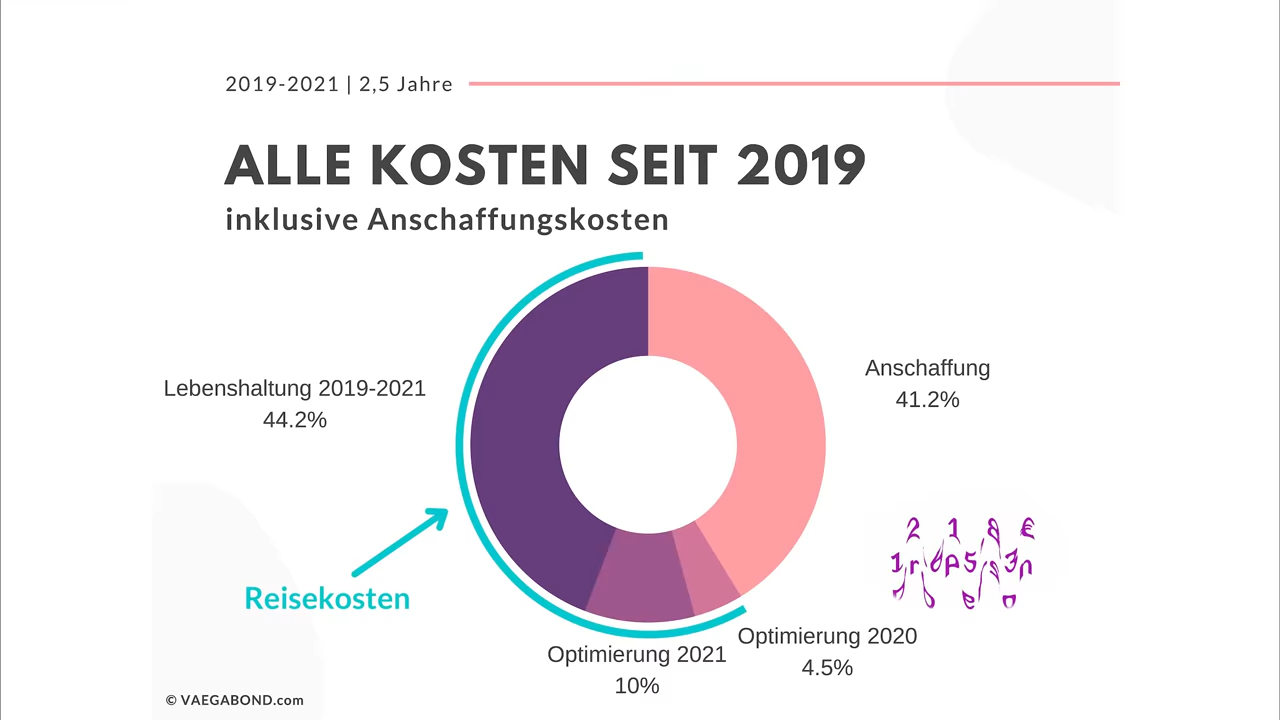 2019-2021 | 2,5 Jahre
ALLE KOSTEN SEIT 2019
inklusive Anschaffungskosten
Anschaffung
41.2%
Lebenshaltung 2019-2021
44.2%
Reisekosten
Optimierung 2020
4.5%
Optimierung 2021
10%
© VAEGABOND.com